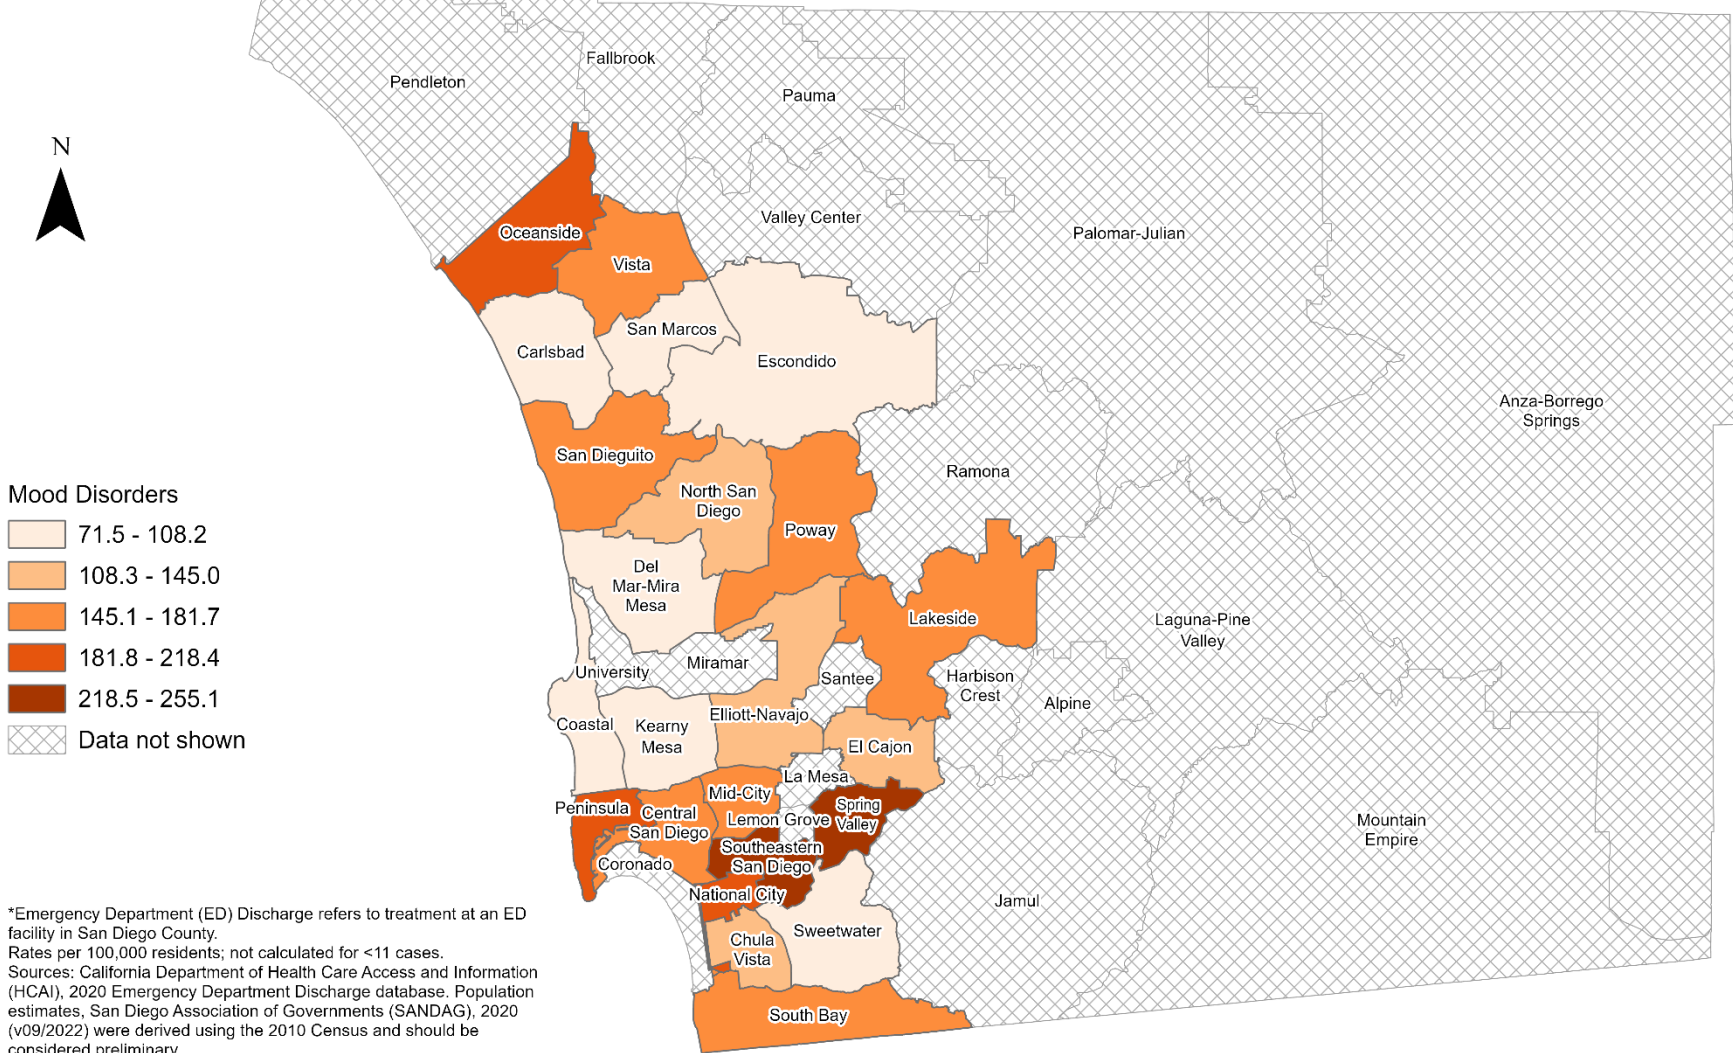 Fallbrook
Pendleton
Pauma
N
Valley Center
Oceanside
Palomar-Julian
Vista
San Marcos
Carlsbad
Escondido
Anza-Borrego
Springs
San Dieguito
Ramona
North San
Diego
Poway
Mood Disorders
71.5 - 108.2
108.3 - 145.0
145.1 - 181.7
181.8 - 218.4
218.5 - 255.1
Data not shown
Del
Mar-Mira
Mesa
Lakeside
Laguna-Pine
Valley
University
Miramar
Santee
Harbison
Crest
Alpine
Coastal
Kearny
Mesa
Elliott-Navajo
El Cajon
La Mesa
Peninsula
Central
San Diego
Mid-City
Lemon Grove
Spring
Valley
Southeastern
San Diego
Coronado
Mountain
Empire
National City
Jamul
Sweetwater
Chula
Vista
South Bay
*Emergency Department (ED) Discharge refers to treatment at an ED
facility in San Diego County.
Rates per 100,000 residents; not calculated for <11 cases.
Sources: California Department of Health Care Access and Information
(HCAI), 2020 Emergency Department Discharge database. Population
estimates, San Diego Association of Governments (SANDAG), 2020
(v09/2022) were derived using the 2010 Census and should be
considered preliminary.